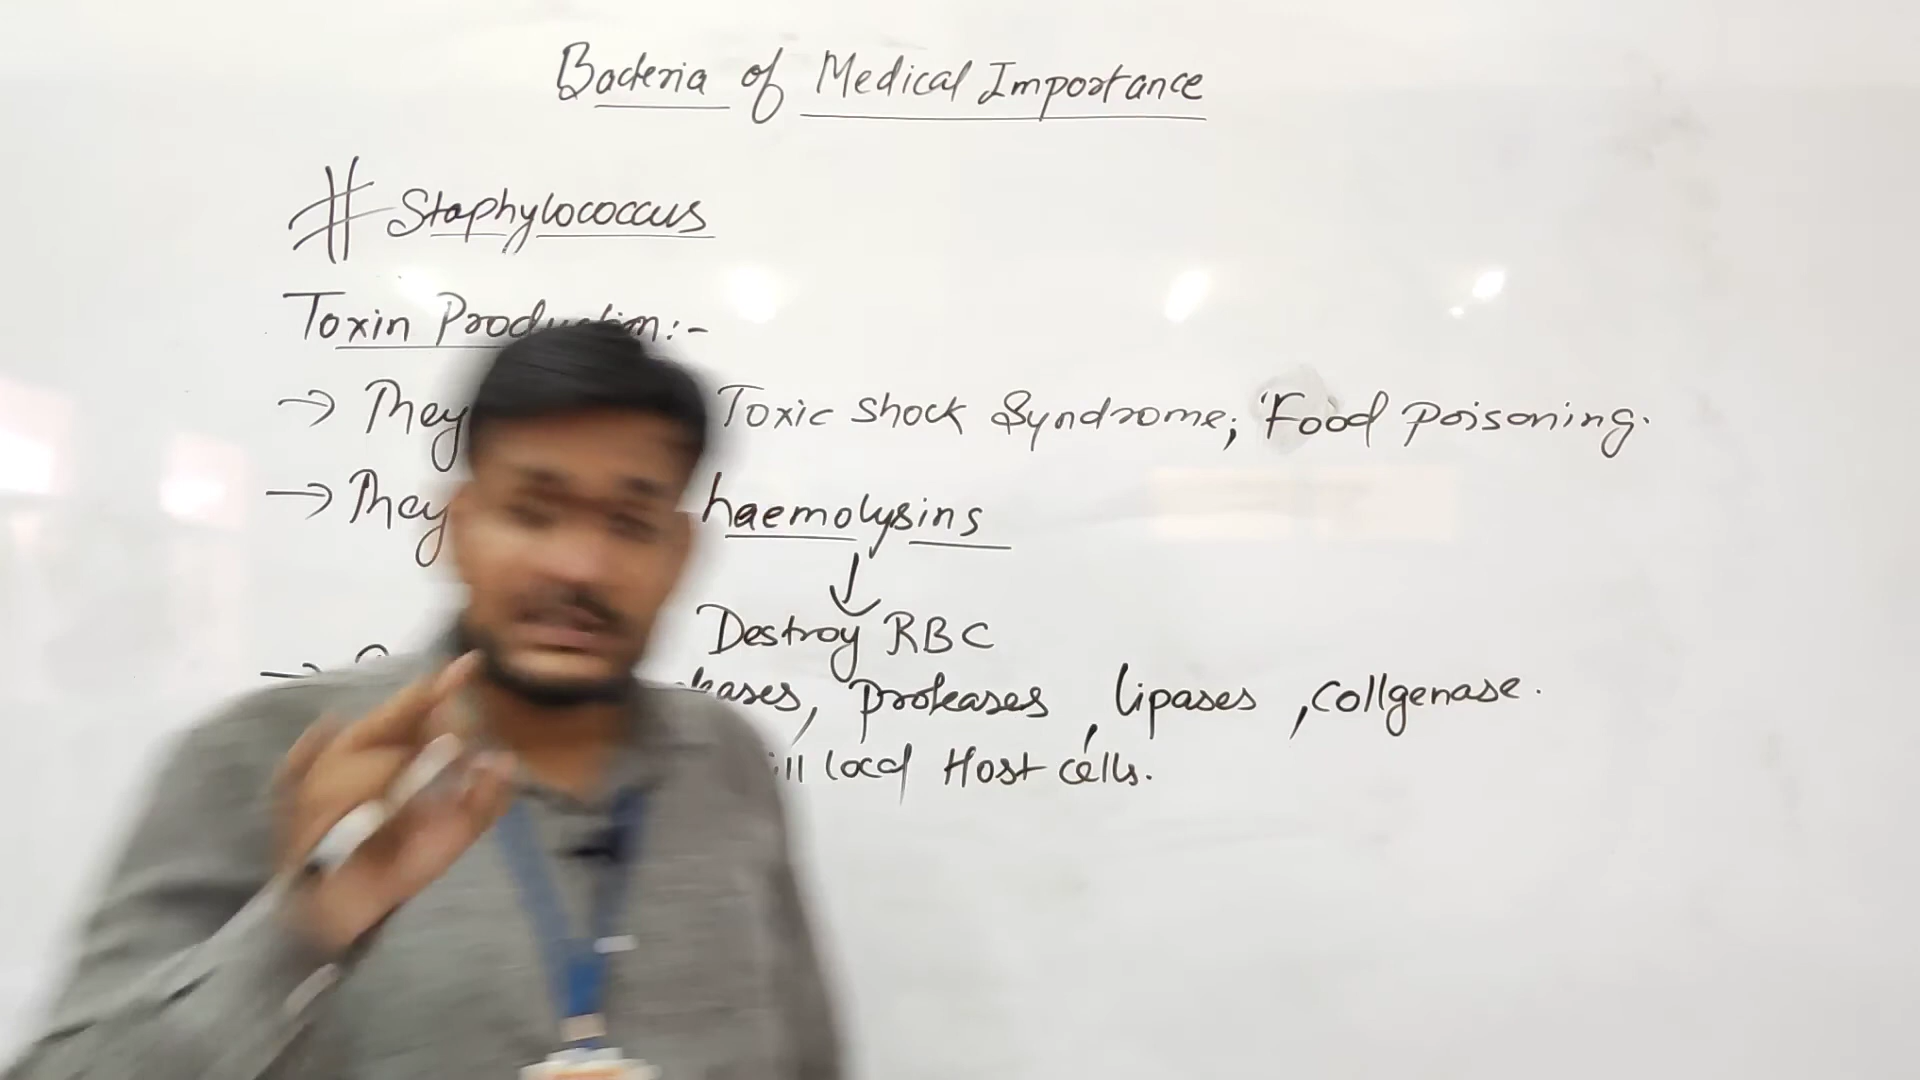 Bacteria of Medical Importance
# Staphylococcus
Toxin Production:-
→ They Toxic Shock Syndrome; Food poisoning.
→ They haemolysins
↓
Destroy RBC
→ proteases, lipases, collgenase.
local Host cells.